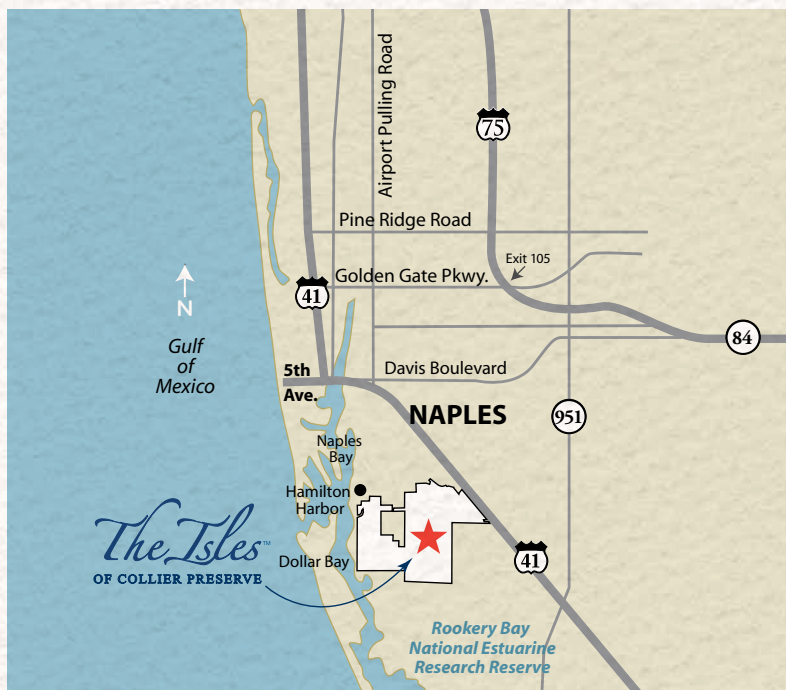 Airport Pulling Road
75
Pine Ridge Road
Exit 105
Golden Gate Pkwy.
41
N
Gulf
of
Mexico
84
5th
Ave.
Davis Boulevard
NAPLES
951
Naples
Bay
Hamilton
Harbor
The Isles™
OF COLLIER PRESERVE
Dollar Bay
41
Rookery Bay
National Estuarine
Research Reserve